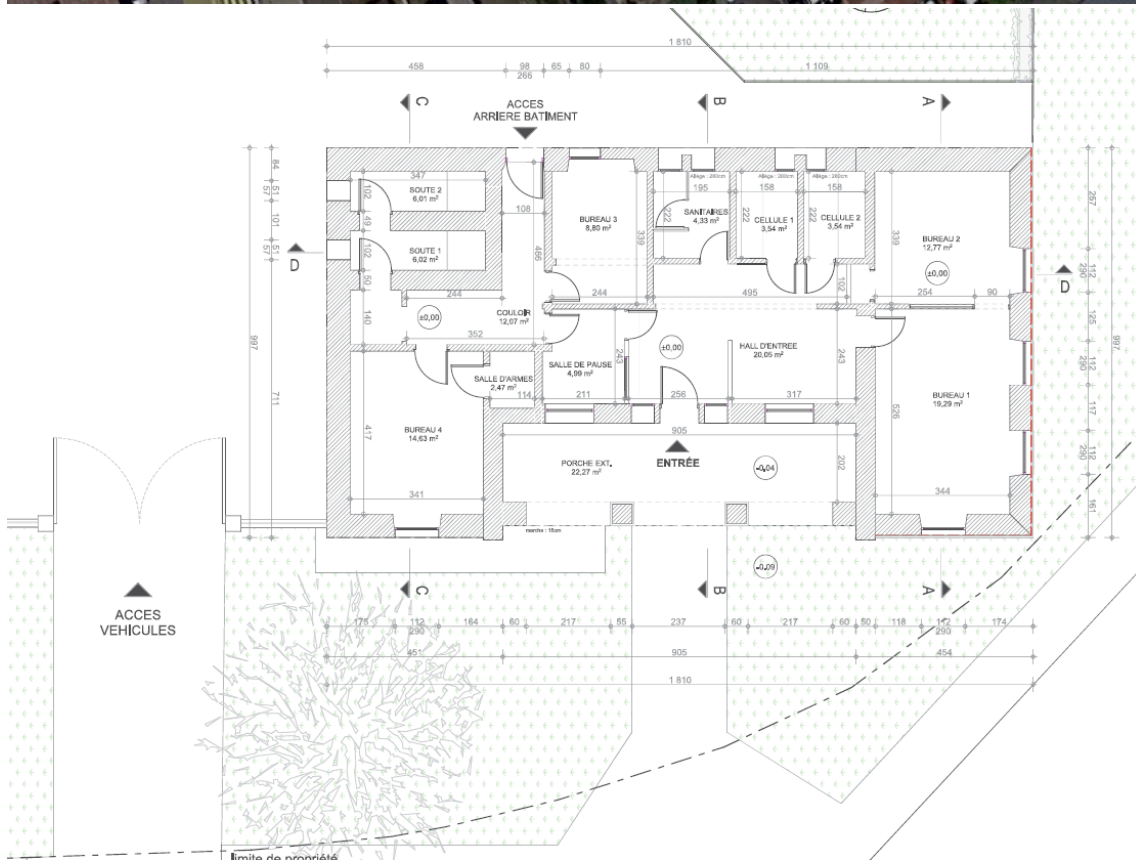 1 810
458
98
266
65
80
1 109
C
B
A
ACCES
ARRIERE BATIMENT
997
84
51
57
101
51
57
711
D
347
SOUTE 2
6,01 m²
102
49
SOUTE 1
6,02 m²
102
50
244
140
±0,00
COULOIR
12,07 m²
352
108
466
BUREAU 3
8,80 m²
339
244
Allège : 200cm
195
222
SANITAIRES
4,33 m²
Allège : 200cm
158
222
CELLULE 1
3,54 m²
Allège : 200cm
158
222
CELLULE 2
3,54 m²
495
102
BUREAU 2
12,77 m²
339
±0,00
254
90
257
112
290
D
125
112
290
117
112
290
161
997
SALLE D'ARMES
2,47 m²
114
SALLE DE PAUSE
4,99 m²
211
243
±0,00
HALL D'ENTREE
20,05 m²
243
256
317
BUREAU 1
19,29 m²
526
344
BUREAU 4
14,63 m²
417
341
905
PORCHE EXT.
22,27 m²
ENTRÉE
-0,04
202
marche : 15cm
-0,09
C
B
A
ACCES
VEHICULES
175
112
290
164
60
217
55
237
60
217
60
50
118
112
290
174
451
905
454
1 810
limite de propriété